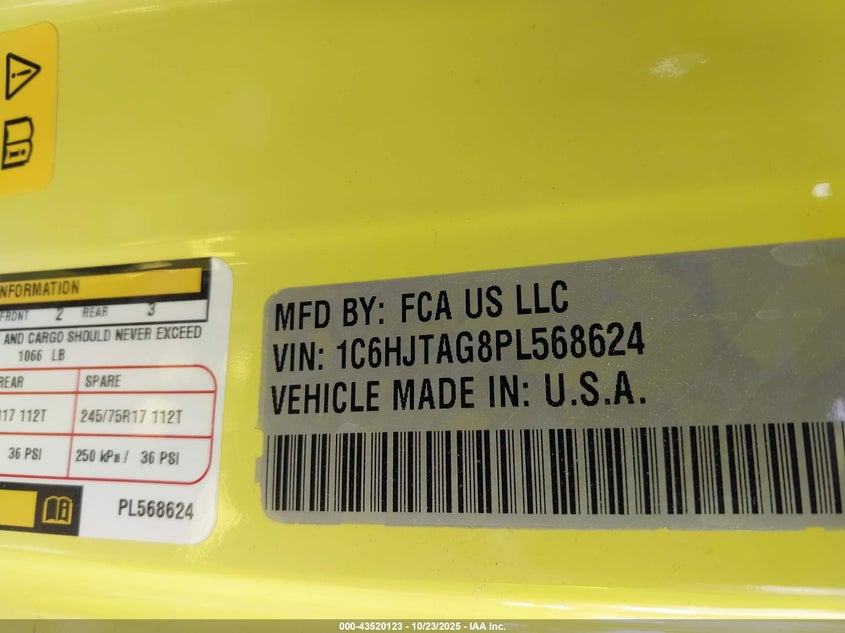 NFORMATION
FRONT 2 REAR 3
AND CARGO SHOULD NEVER EXCEED
1066 LB
REAR SPARE
R17 112T 245/75R17 112T
36 PSI 250 kPa / 36 PSI
PL568624
MFD BY: FCA US LLC
VIN: 1C6HJTAG8PL568624
VEHICLE MADE IN: U.S.A.
000-43520123 - 10/23/2025 - IAA Inc.